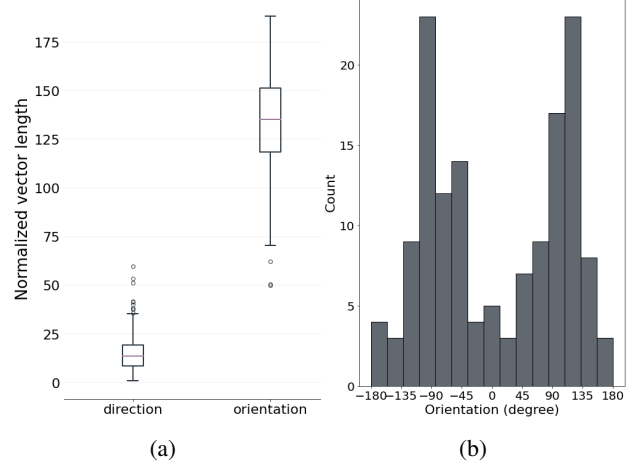 Normalized vector length
175
150
125
100
75
50
25
0
direction orientation
(a)
Count
20
15
10
5
0
−180 −135 −90 −45 0 45 90 135 180
Orientation (degree)
(b)